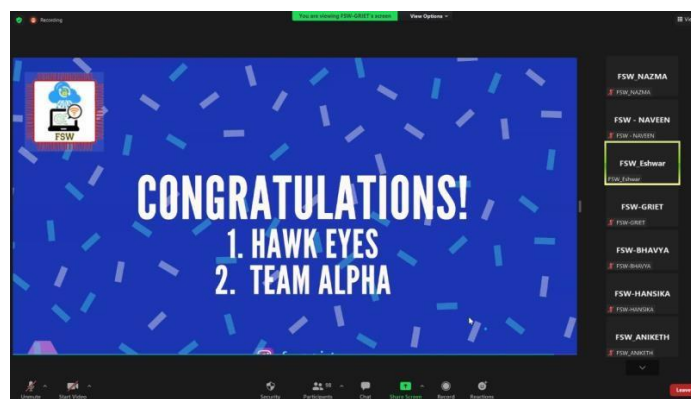 Recording
You are viewing FSW-GRIET's screen
View Options
FSW
CONGRATULATIONS!
1. HAWK EYES
2. TEAM ALPHA
FSW_NAZMA
FSW_NAZMA
FSW - NAVEEN
FSW - NAVEEN
FSW_Eshwar
FSW_Eshwar
FSW-GRIET
FSW-GRIET
FSW-BHAVYA
FSW-BHAVYA
FSW-HANSIKA
FSW-HANSIKA
FSW_ANIKETH
FSW_ANIKETH
Unmute
Start Video
Security
Participants
Chat
Share Screen
Record
Reactions
Leave